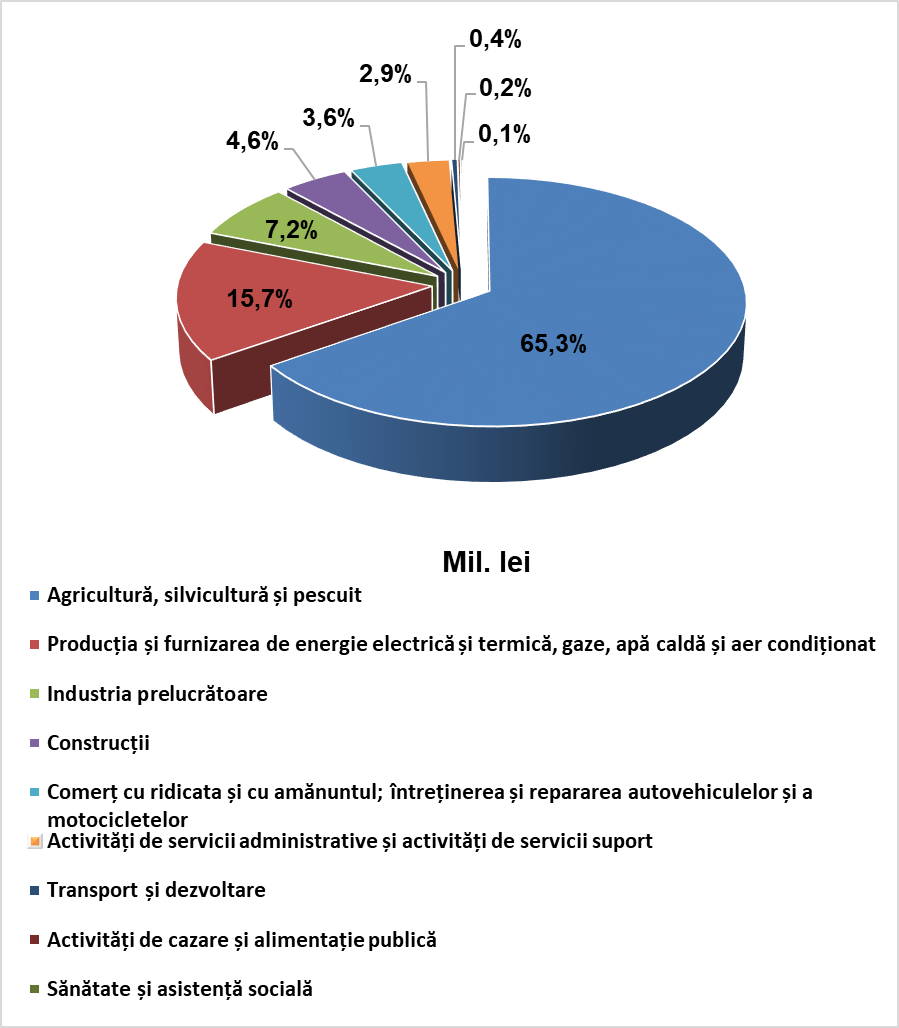 0,4%
2,9%
0,2%
3,6%
0,1%
4,6%
7,2%
15,7%
65,3%
Mil. lei
Agricultură, silvicultură și pescuit
Producția și furnizarea de energie electrică și termică, gaze, apă caldă și aer condiționat
Industria prelucrătoare
Construcții
Comerț cu ridicata și cu amănuntul; întreținerea și repararea autovehiculelor și a
motocicletelor
Activități de servicii administrative și activități de servicii suport
Transport și dezvoltare
Activități de cazare și alimentație publică
Sănătate și asistență socială